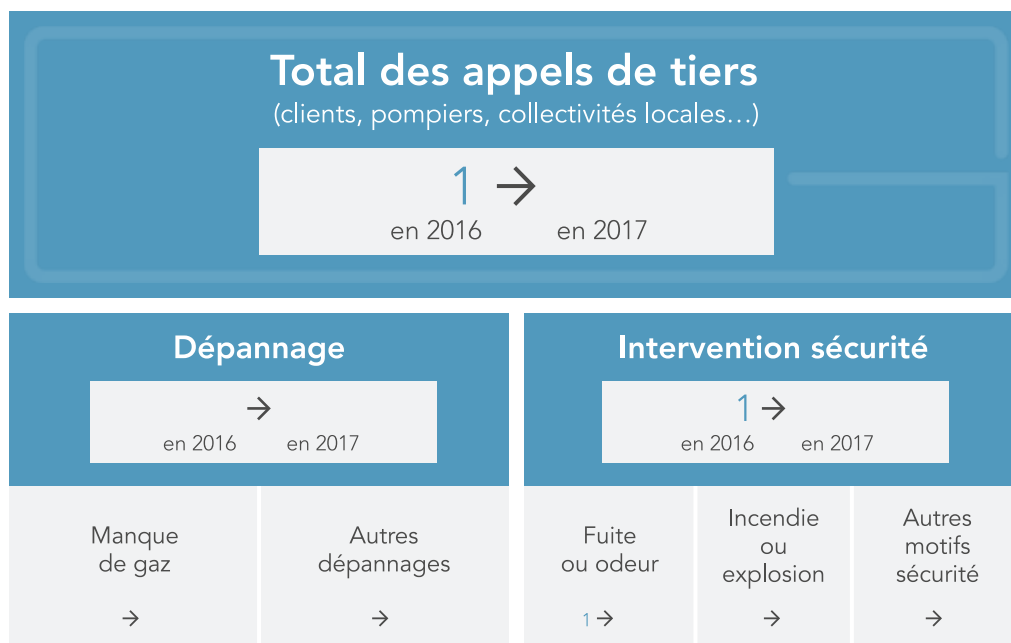 Total des appels de tiers
(clients, pompiers, collectivités locales…)
1 →
en 2016 en 2017
Dépannage
→
en 2016 en 2017
Manque
de gaz
→
Autres
dépannages
→
Intervention sécurité
1 →
en 2016 en 2017
Fuite
ou odeur
1 →
Incendie
ou
explosion
→
Autres
motifs
sécurité
→